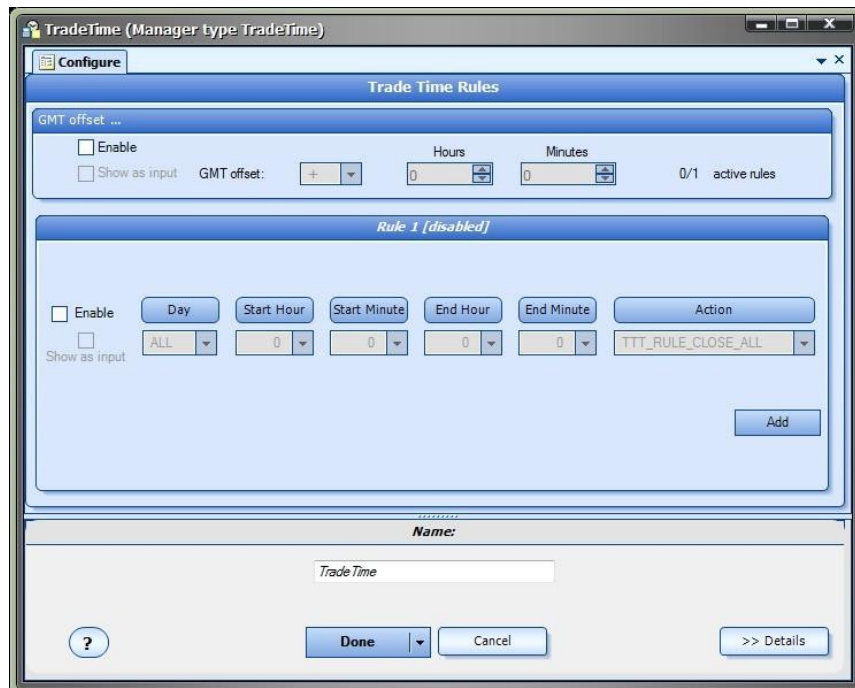 TradeTime (Manager type TradeTime)
Configure
Trade Time Rules
GMT offset ...
Enable
Hours
Minutes
Show as input GMT offset: + 0 0 0/1 active rules
Rule 1 [disabled]
Enable Day Start Hour Start Minute End Hour End Minute Action
Show as input ALL 0 0 0 0 TTT_RULE_CLOSE_ALL
Add
Name:
TradeTime
? Done Cancel >> Details